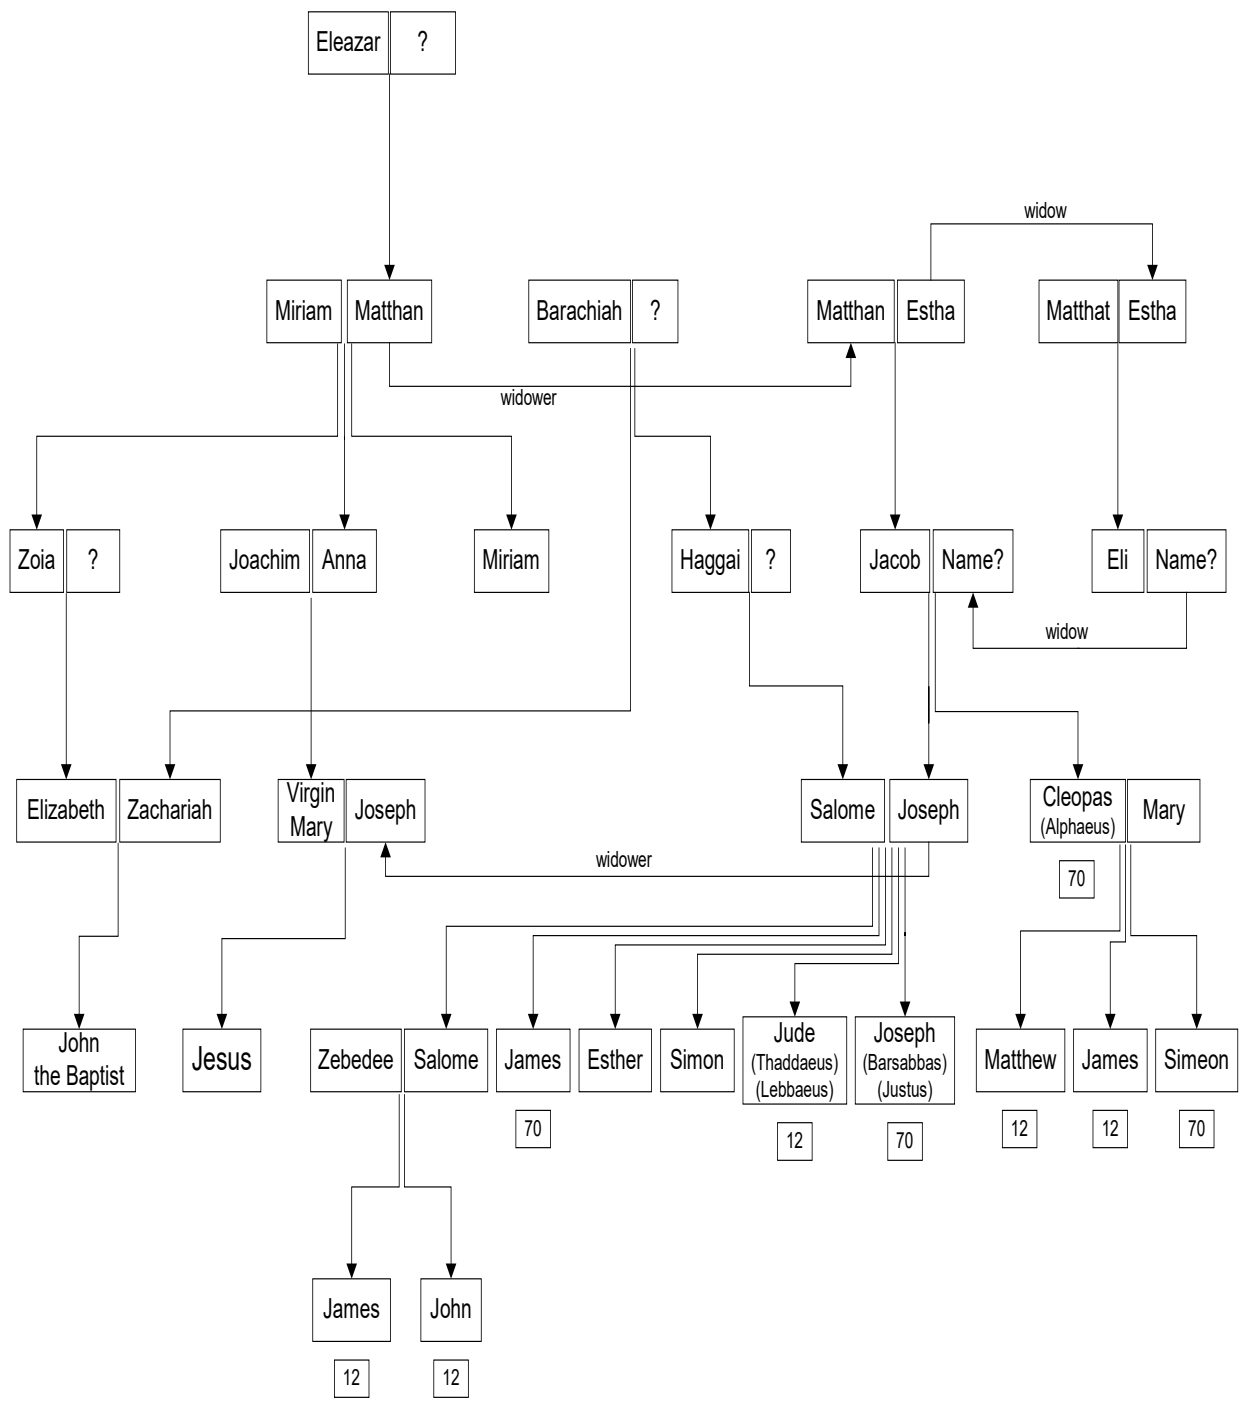 Eleazar
?
widow
Miriam
Matthan
Barachiah
?
Matthan
Estha
Matthat
Estha
widower
Zoia
?
Joachim
Anna
Miriam
Haggai
?
Jacob
Name?
Eli
Name?
widow
Elizabeth
Zachariah
Virgin
Mary
Joseph
Salome
Joseph
Cleopas
(Alphaeus)
Mary
widower
70
John
the Baptist
Jesus
Zebedee
Salome
James
Esther
Simon
Jude
(Thaddaeus)
(Lebbaeus)
Joseph
(Barsabbas)
(Justus)
Matthew
James
Simeon
70
12
70
12
12
70
James
John
12
12